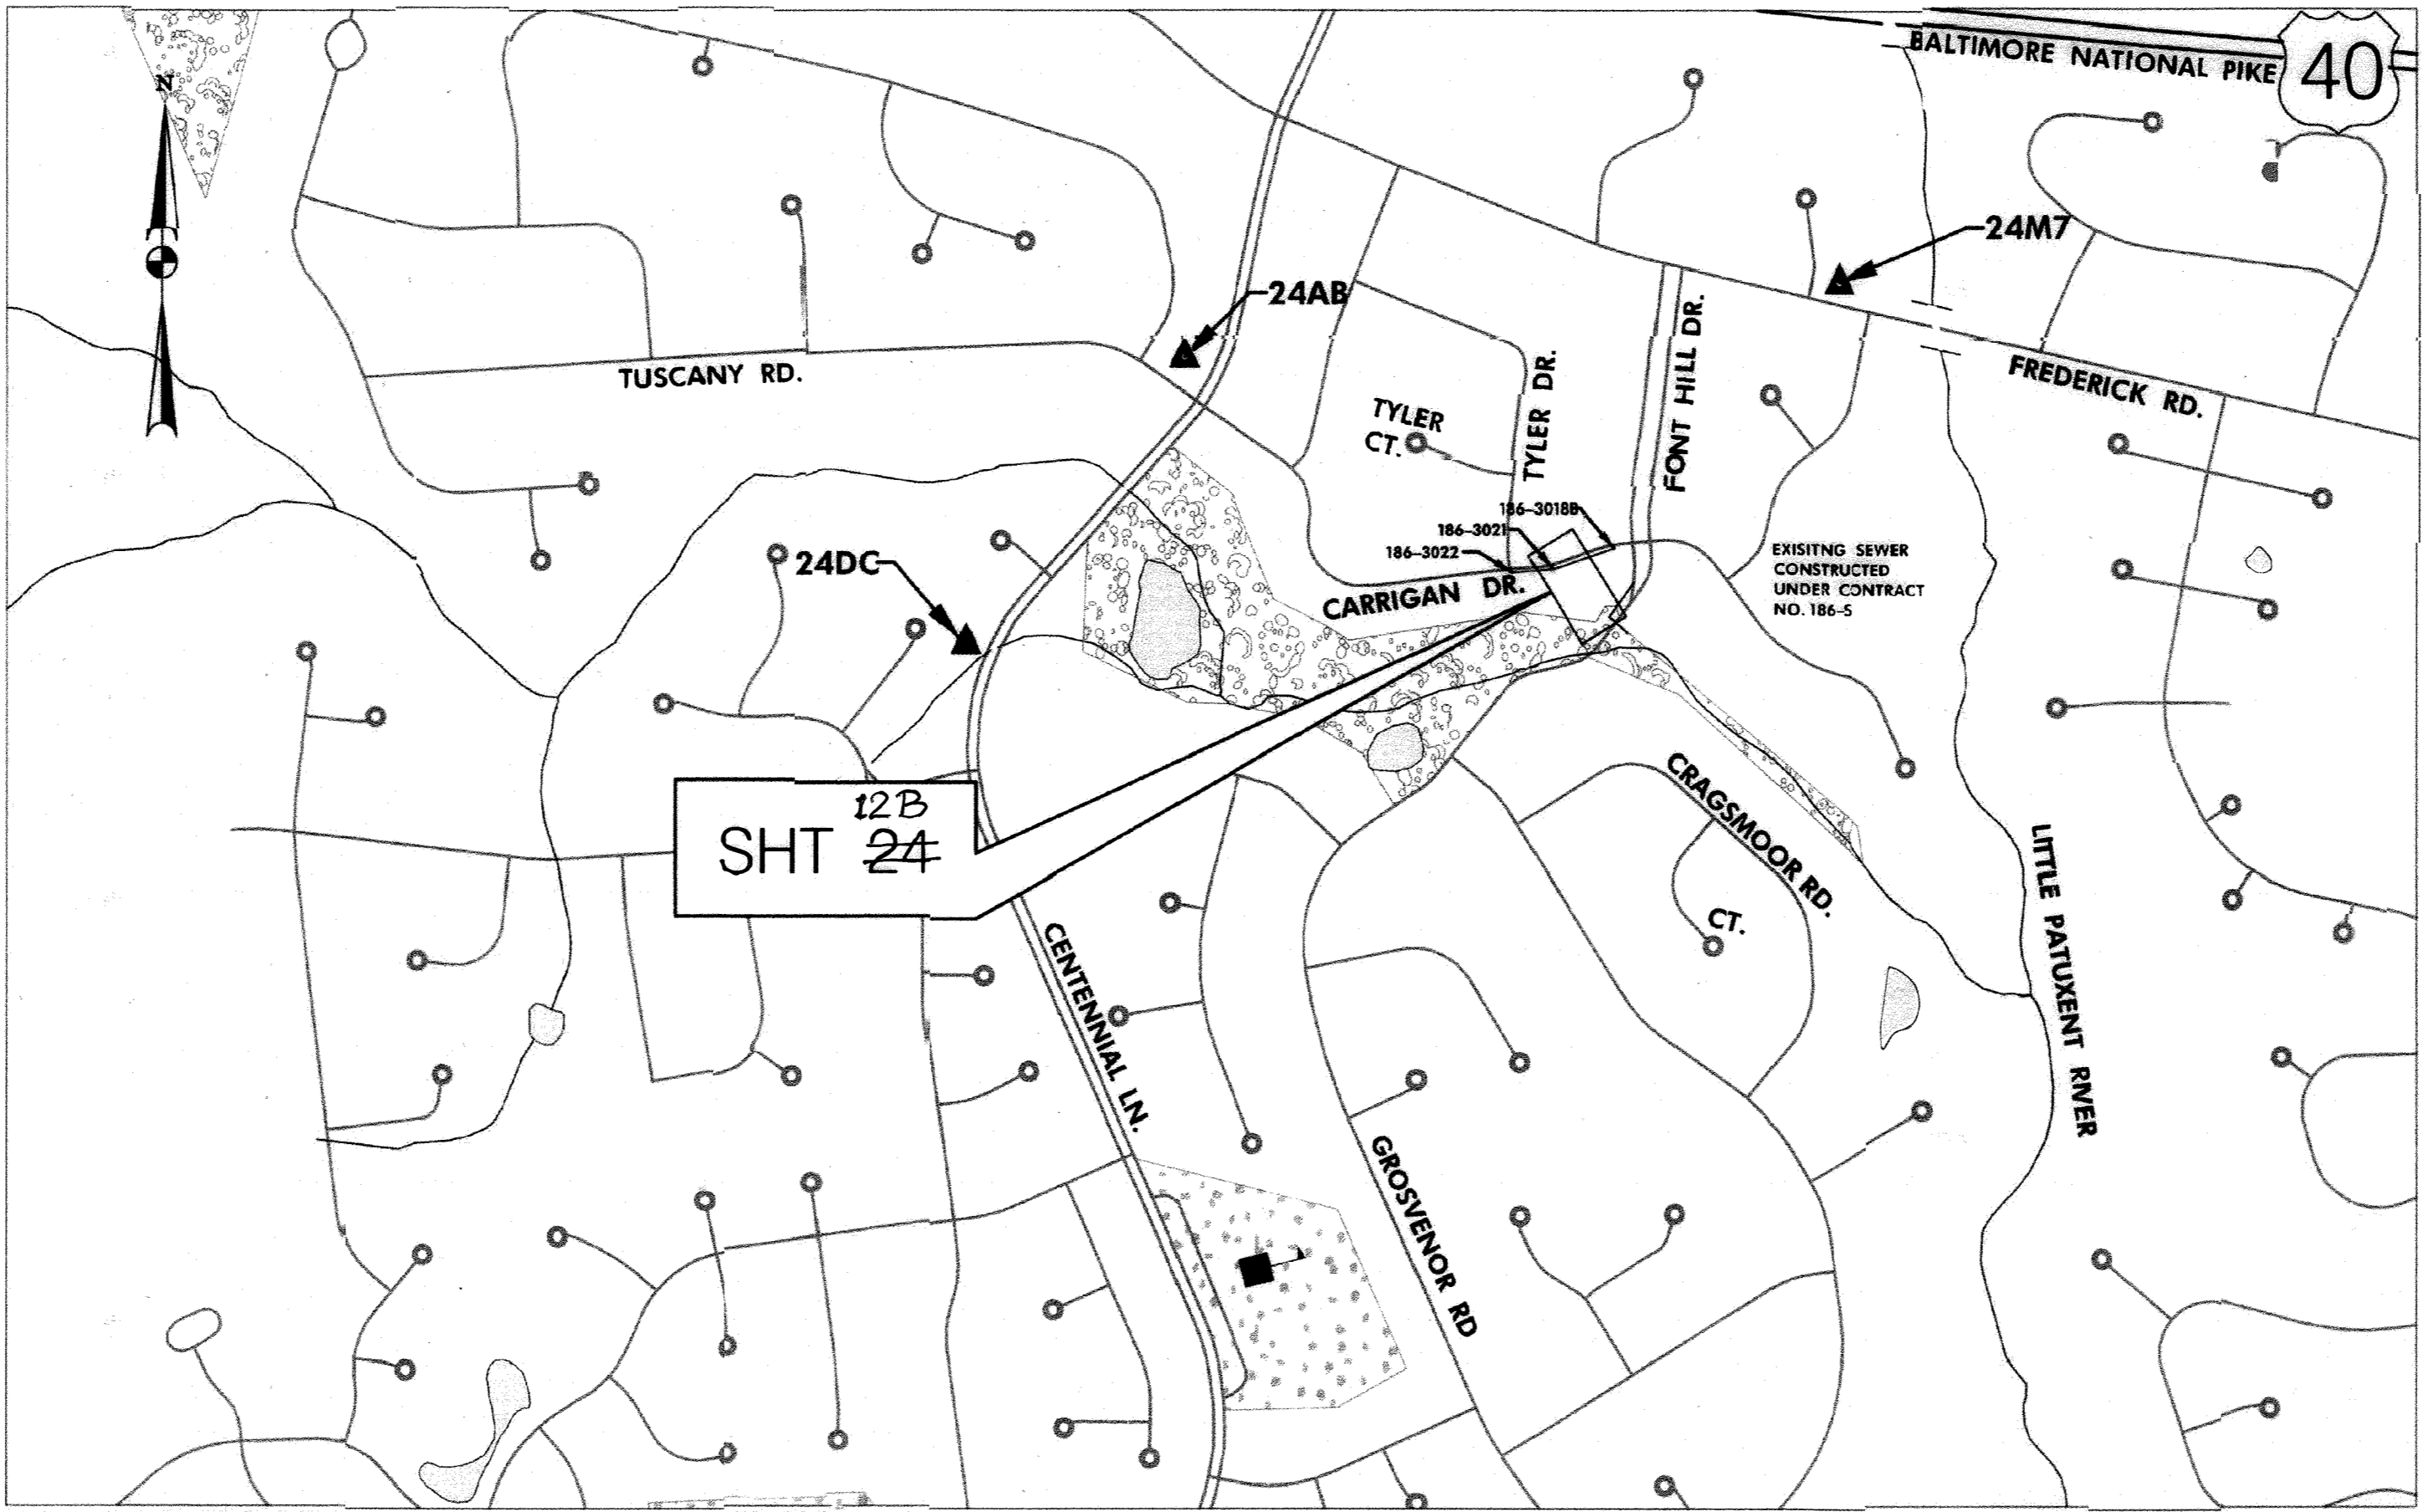 BALTIMORE NATIONAL PIKE
40
N
24M7
24AB
TUSCANY RD.
FREDERICK RD.
TYLER DR.
FONT HILL DR.
TYLER
CT.
186-3018B
186-3021
186-3022
24DC
CARRIGAN DR.
EXISITNG SEWER
CONSTRUCTED
UNDER CONTRACT
NO. 186-S
12B
SHT 24
CRAGSMOOR RD.
CT.
LITTLE PATUXENT RIVER
CENTENNIAL LN.
GROSVENOR RD